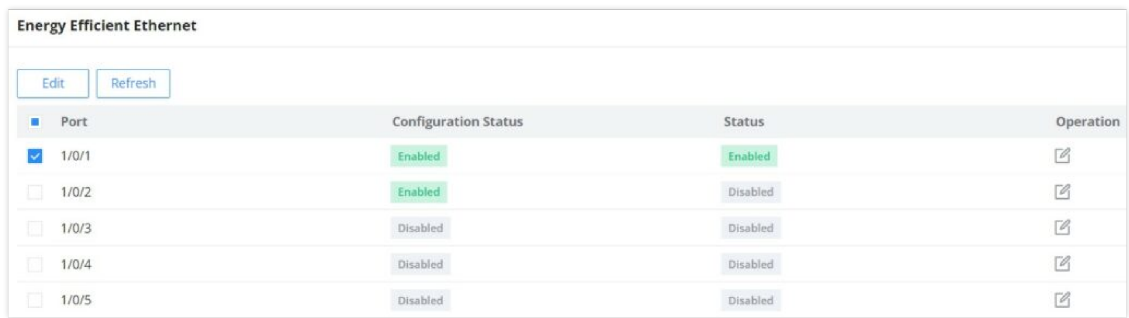 Energy Efficient Ethernet
Edit Refresh
Port Configuration Status Status Operation
1/0/1 Enabled Enabled
1/0/2 Enabled Disabled
1/0/3 Disabled Disabled
1/0/4 Disabled Disabled
1/0/5 Disabled Disabled